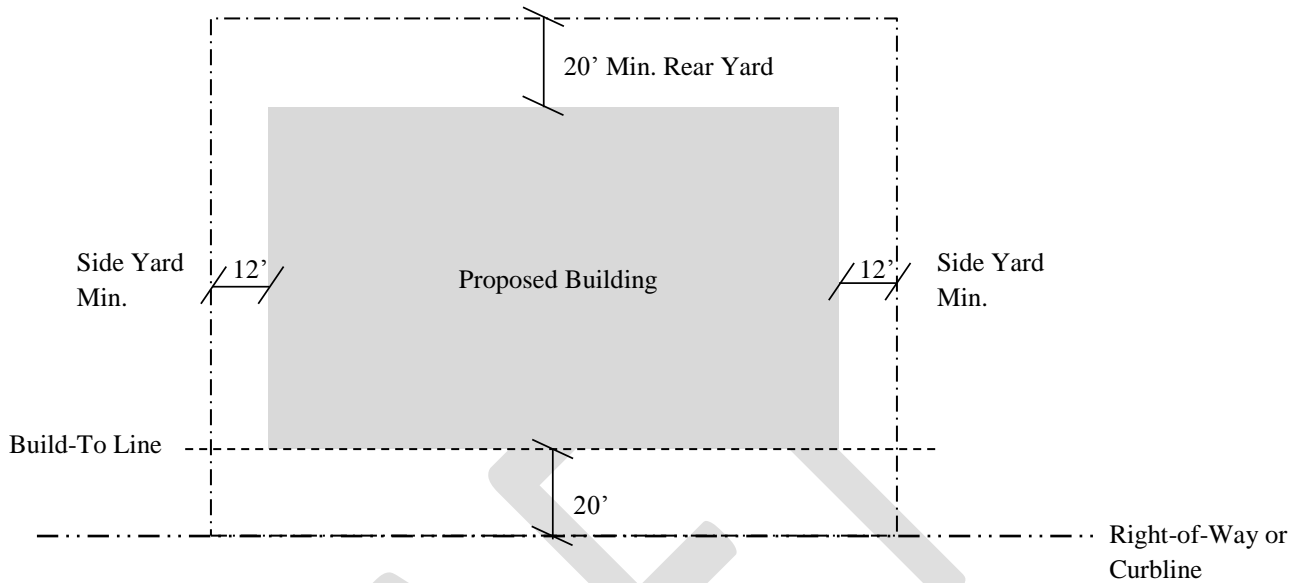 20’ Min. Rear Yard
Side Yard
Min.
12’
Proposed Building
12’
Side Yard
Min.
Build-To Line
20’
Right-of-Way or
Curbline